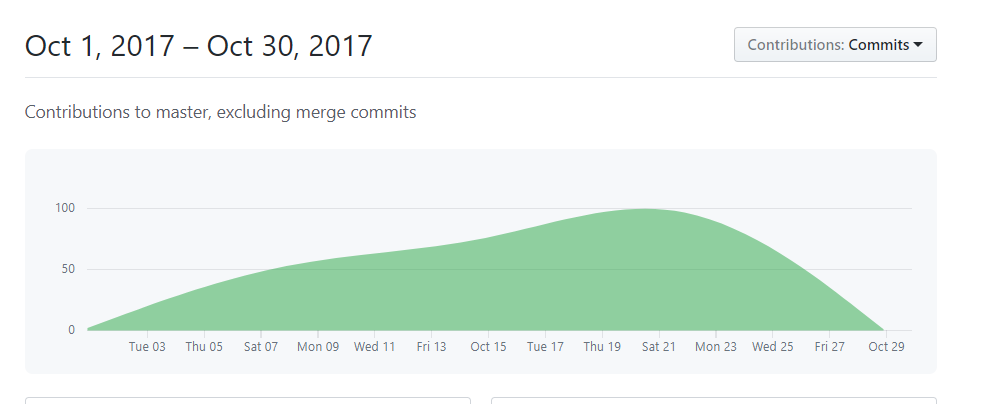 Oct 1, 2017 – Oct 30, 2017
Contributions: Commits
Contributions to master, excluding merge commits
100
50
0
Tue 03 Thu 05 Sat 07 Mon 09 Wed 11 Fri 13 Oct 15 Tue 17 Thu 19 Sat 21 Mon 23 Wed 25 Fri 27 Oct 29